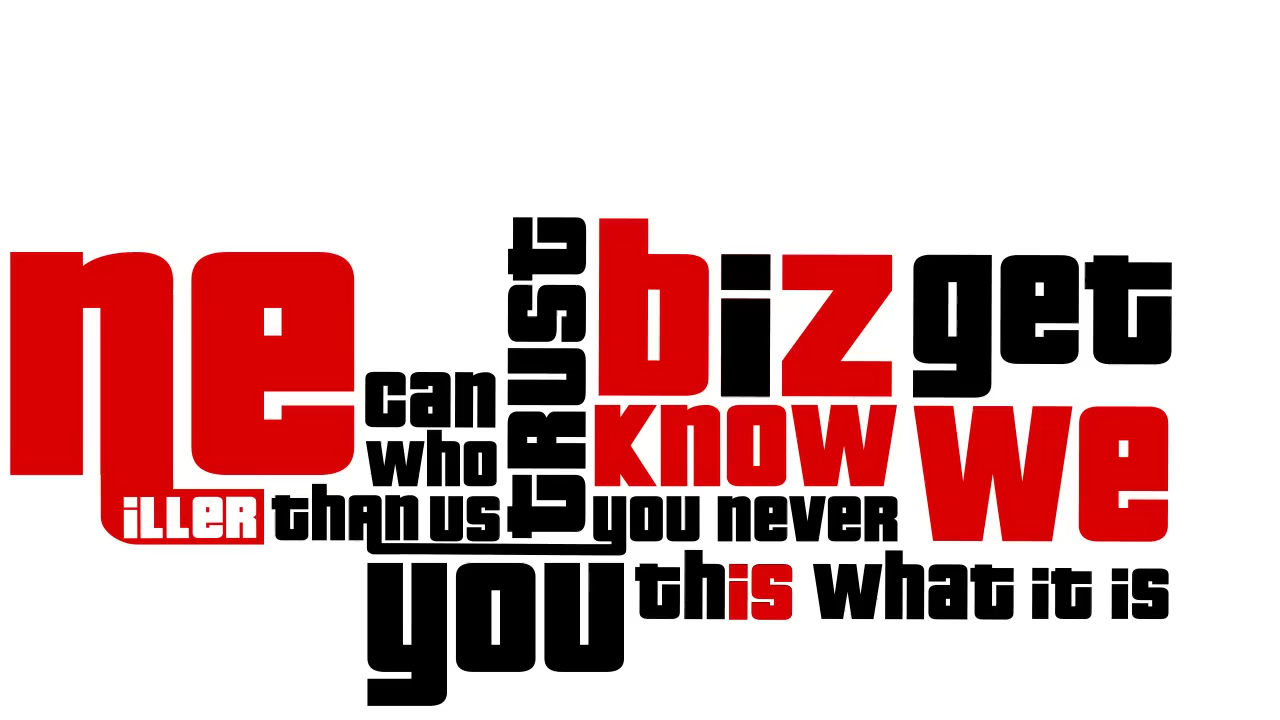 ne
iLLeR than us
can
who
tRUSt
biz get
know we
you never
you
this what it is